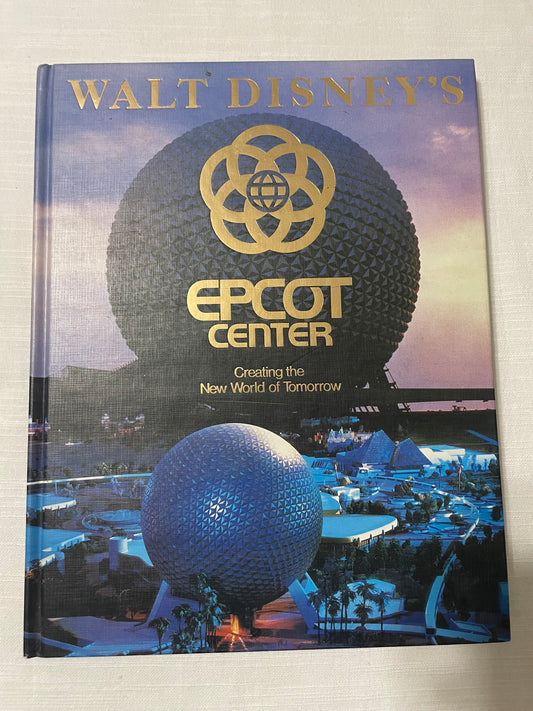 WALT DISNEY'S
EPCOT
CENTER
Creating the
New World of Tomorrow